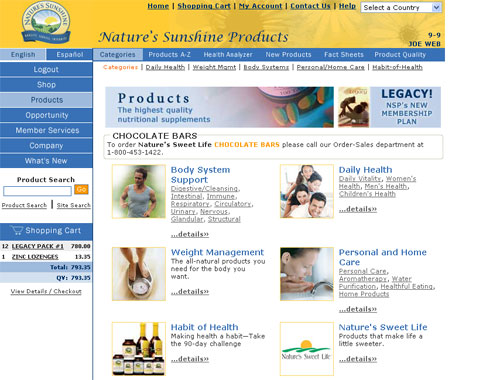 Home | Shopping Cart | My Account | Contact Us | Help Select a Country
NATURE'S SUNSHINE
Nature's Sunshine Products
9-9
JOE WEB
English Español
Categories Products A-Z Health Analyzer New Products Fact Sheets Product Quality
Categories | Daily Health | Weight Mgmt | Body Systems | Personal/Home Care | Habit-of-Health
Logout
Shop
Products
Opportunity
Member Services
Company
What's New
Product Search
Go
Product Search | Site Search
Shopping Cart
12 LEGACY PACK #1 780.00
1 ZINC LOZENGES 13.35
Total: 793.35
QV: 793.35
View Details / Checkout
Products
The highest quality
nutritional supplements
LEGACY!
NSP's NEW
MEMBERSHIP
PLAN
CHOCOLATE BARS
To order Nature's Sweet Life CHOCOLATE BARS please call our Order-Sales department at
1-800-453-1422.
Body System
Support
Digestive/Cleansing,
Intestinal, Immune,
Respiratory, Circulatory,
Urinary, Nervous,
Glandular, Structural
...details»
Daily Health
Daily Vitality, Women's
Health, Men's Health,
Children's Health
...details»
Weight Management
The all-natural products you
need for the body you
want.
...details»
Personal and Home
Care
Personal Care,
Aromatherapy, Water
Purification, Healthful Eating,
Home Products
...details»
Habit of Health
Making health a habit—Take
the 90-day challenge
...details»
Nature's Sweet Life
Nature's Sweet Life
Products that make life a
little sweeter.
...details»